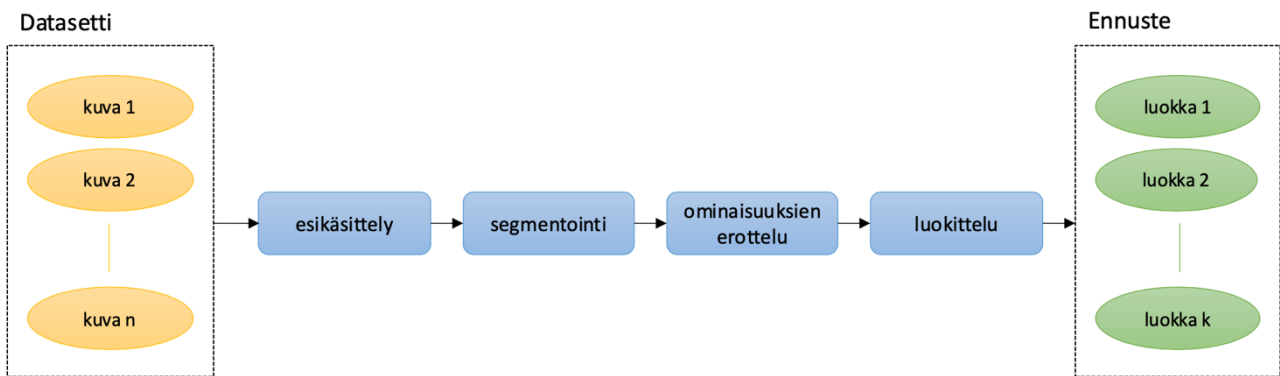 Datasetti
kuva 1
kuva 2
kuva n
esikäsittely
segmentointi
ominaisuuksien
erottelu
luokittelu
Ennuste
luokka 1
luokka 2
luokka k